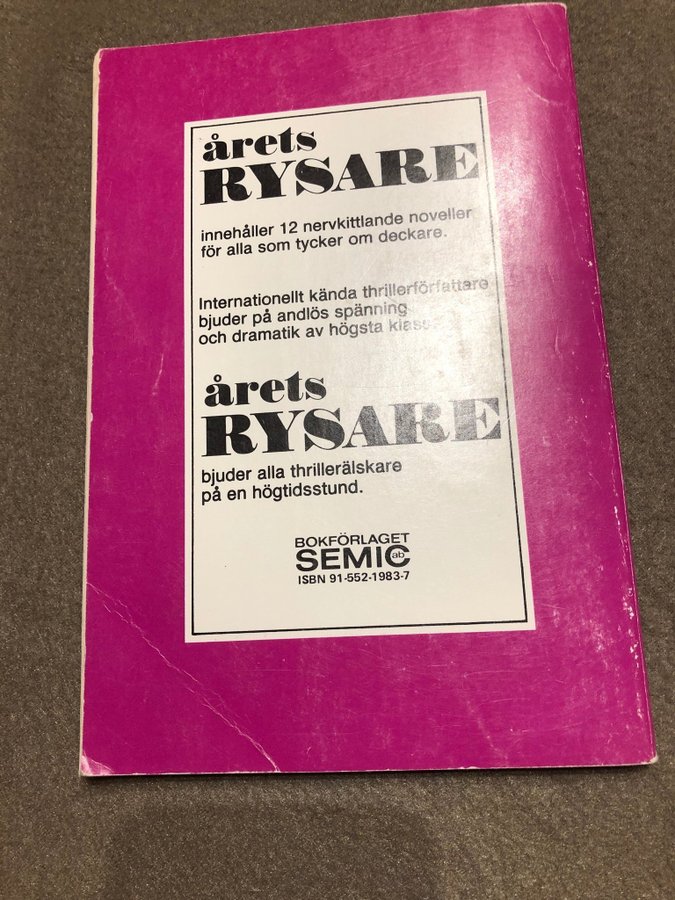 årets
RYSARE
innehåller 12 nervkittlande noveller
för alla som tycker om deckare.
Internationellt kända thrillerförfattare
bjuder på andlös spänning
och dramatik av högsta klass.
årets
RYSARE
bjuder alla thrillerälskare
på en högtidsstund.
BOKFÖRLAGET
SEMIC ab
ISBN 91-552-1983-7